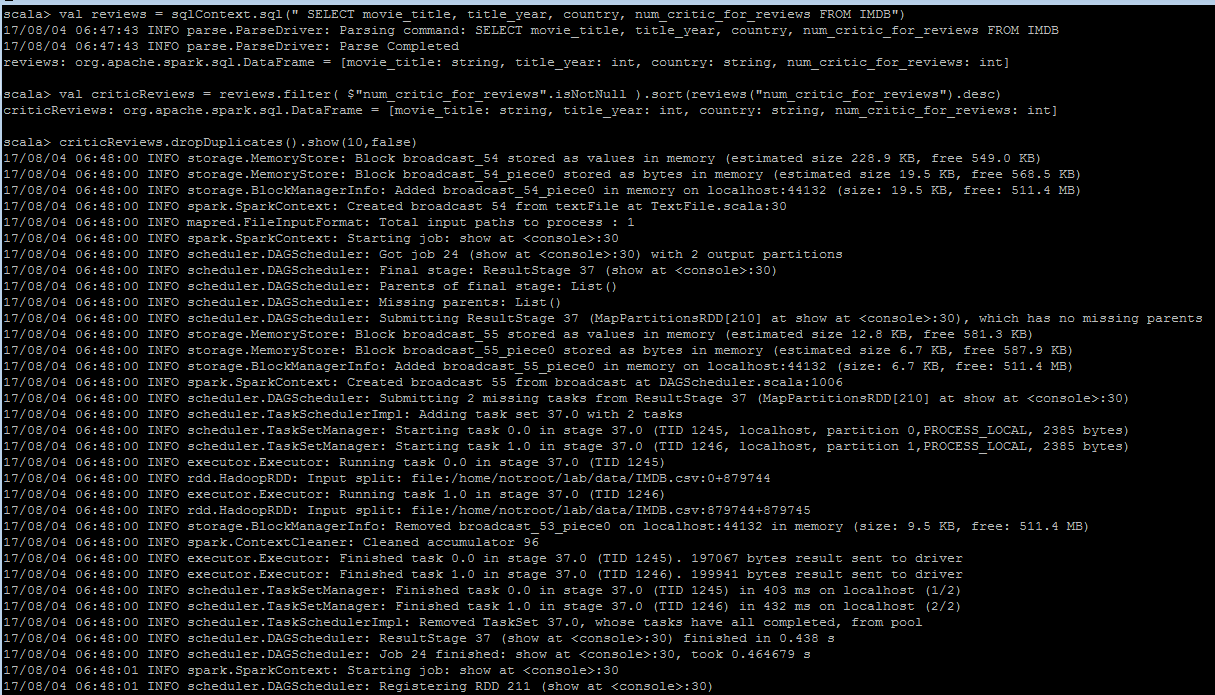 scala> val reviews = sqlContext.sql(" SELECT movie_title, title_year, country, num_critic_for_reviews FROM IMDB")
17/08/04 06:47:43 INFO parse.ParseDriver: Parsing command: SELECT movie_title, title_year, country, num_critic_for_reviews FROM IMDB
17/08/04 06:47:43 INFO parse.ParseDriver: Parse Completed
reviews: org.apache.spark.sql.DataFrame = [movie_title: string, title_year: int, country: string, num_critic_for_reviews: int]
scala> val criticReviews = reviews.filter( $"num_critic_for_reviews".isNotNull ).sort(reviews("num_critic_for_reviews").desc)
criticReviews: org.apache.spark.sql.DataFrame = [movie_title: string, title_year: int, country: string, num_critic_for_reviews: int]
scala> criticReviews.dropDuplicates().show(10,false)
17/08/04 06:48:00 INFO storage.MemoryStore: Block broadcast_54 stored as values in memory (estimated size 228.9 KB, free 549.0 KB)
17/08/04 06:48:00 INFO storage.MemoryStore: Block broadcast_54_piece0 stored as bytes in memory (estimated size 19.5 KB, free 568.5 KB)
17/08/04 06:48:00 INFO storage.BlockManagerInfo: Added broadcast_54_piece0 in memory on localhost:44132 (size: 19.5 KB, free: 511.4 MB)
17/08/04 06:48:00 INFO spark.SparkContext: Created broadcast 54 from textFile at TextFile.scala:30
17/08/04 06:48:00 INFO mapred.FileInputFormat: Total input paths to process : 1
17/08/04 06:48:00 INFO spark.SparkContext: Starting job: show at <console>:30
17/08/04 06:48:00 INFO scheduler.DAGScheduler: Got job 24 (show at <console>:30) with 2 output partitions
17/08/04 06:48:00 INFO scheduler.DAGScheduler: Final stage: ResultStage 37 (show at <console>:30)
17/08/04 06:48:00 INFO scheduler.DAGScheduler: Parents of final stage: List()
17/08/04 06:48:00 INFO scheduler.DAGScheduler: Missing parents: List()
17/08/04 06:48:00 INFO scheduler.DAGScheduler: Submitting ResultStage 37 (MapPartitionsRDD[210] at show at <console>:30), which has no missing parents
17/08/04 06:48:00 INFO storage.MemoryStore: Block broadcast_55 stored as values in memory (estimated size 12.8 KB, free 581.3 KB)
17/08/04 06:48:00 INFO storage.MemoryStore: Block broadcast_55_piece0 stored as bytes in memory (estimated size 6.7 KB, free 587.9 KB)
17/08/04 06:48:00 INFO storage.BlockManagerInfo: Added broadcast_55_piece0 in memory on localhost:44132 (size: 6.7 KB, free: 511.4 MB)
17/08/04 06:48:00 INFO spark.SparkContext: Created broadcast 55 from broadcast at DAGScheduler.scala:1006
17/08/04 06:48:00 INFO scheduler.DAGScheduler: Submitting 2 missing tasks from ResultStage 37 (MapPartitionsRDD[210] at show at <console>:30)
17/08/04 06:48:00 INFO scheduler.TaskSchedulerImpl: Adding task set 37.0 with 2 tasks
17/08/04 06:48:00 INFO scheduler.TaskSetManager: Starting task 0.0 in stage 37.0 (TID 1245, localhost, partition 0,PROCESS_LOCAL, 2385 bytes)
17/08/04 06:48:00 INFO scheduler.TaskSetManager: Starting task 1.0 in stage 37.0 (TID 1246, localhost, partition 1,PROCESS_LOCAL, 2385 bytes)
17/08/04 06:48:00 INFO executor.Executor: Running task 0.0 in stage 37.0 (TID 1245)
17/08/04 06:48:00 INFO rdd.HadoopRDD: Input split: file:/home/notroot/lab/data/IMDB.csv:0+879744
17/08/04 06:48:00 INFO executor.Executor: Running task 1.0 in stage 37.0 (TID 1246)
17/08/04 06:48:00 INFO rdd.HadoopRDD: Input split: file:/home/notroot/lab/data/IMDB.csv:879744+879745
17/08/04 06:48:00 INFO storage.BlockManagerInfo: Removed broadcast_53_piece0 on localhost:44132 in memory (size: 9.5 KB, free: 511.4 MB)
17/08/04 06:48:00 INFO spark.ContextCleaner: Cleaned accumulator 96
17/08/04 06:48:00 INFO executor.Executor: Finished task 0.0 in stage 37.0 (TID 1245). 197067 bytes result sent to driver
17/08/04 06:48:00 INFO executor.Executor: Finished task 1.0 in stage 37.0 (TID 1246). 199941 bytes result sent to driver
17/08/04 06:48:00 INFO scheduler.TaskSetManager: Finished task 0.0 in stage 37.0 (TID 1245) in 403 ms on localhost (1/2)
17/08/04 06:48:00 INFO scheduler.TaskSetManager: Finished task 1.0 in stage 37.0 (TID 1246) in 432 ms on localhost (2/2)
17/08/04 06:48:00 INFO scheduler.TaskSchedulerImpl: Removed TaskSet 37.0, whose tasks have all completed, from pool
17/08/04 06:48:00 INFO scheduler.DAGScheduler: ResultStage 37 (show at <console>:30) finished in 0.438 s
17/08/04 06:48:00 INFO scheduler.DAGScheduler: Job 24 finished: show at <console>:30, took 0.464679 s
17/08/04 06:48:01 INFO spark.SparkContext: Starting job: show at <console>:30
17/08/04 06:48:01 INFO scheduler.DAGScheduler: Registering RDD 211 (show at <console>:30)